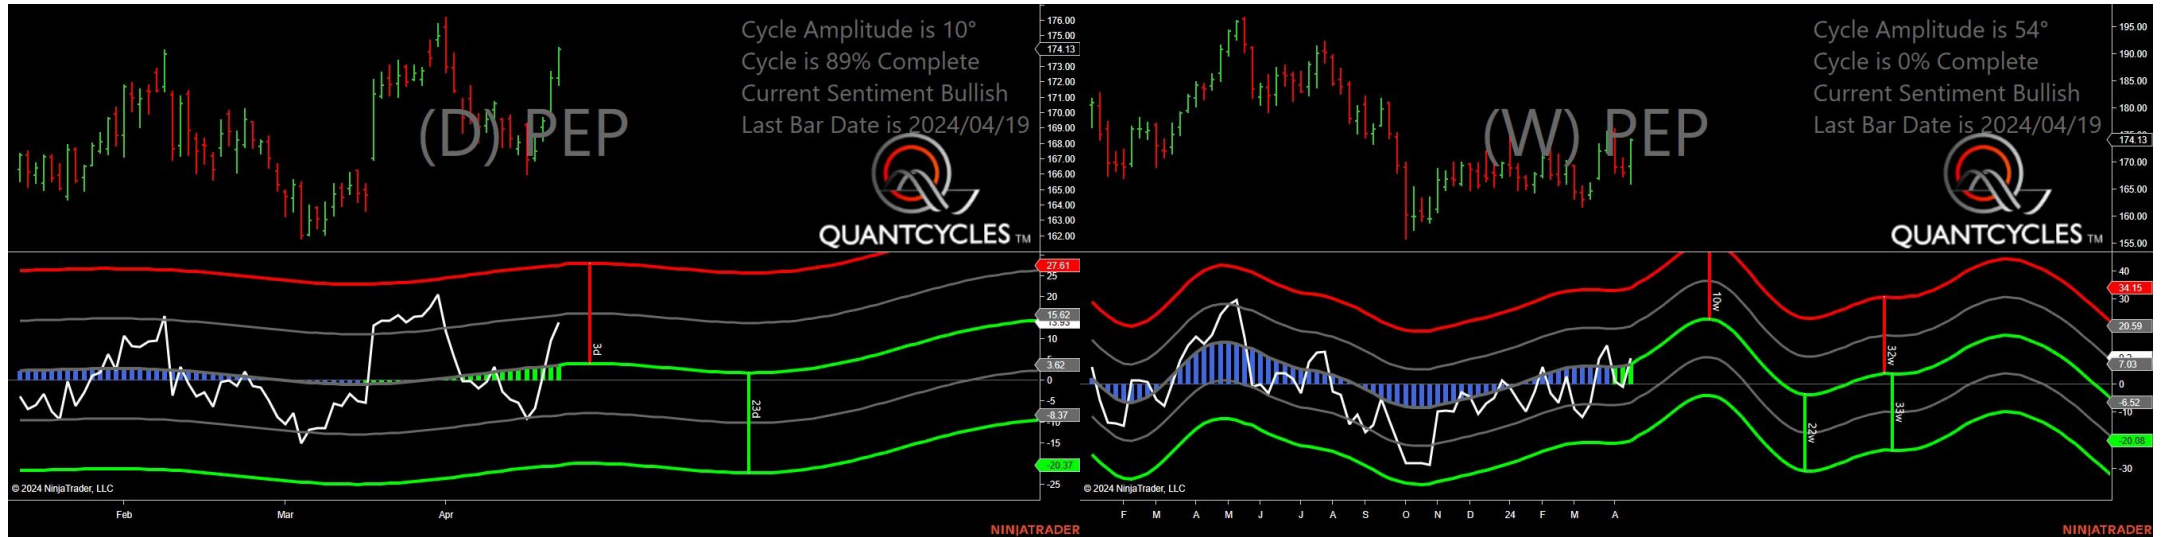 Cycle Amplitude is 10°
Cycle is 89% Complete
Current Sentiment Bullish
Last Bar Date is 2024/04/19
(D) PEP
QUANTCYCLES TM
176.00
175.00
174.13
173.00
172.00
171.00
170.00
169.00
168.00
167.00
166.00
165.00
164.00
163.00
162.00
27.61
25
20
15.62
13.93
10
5
3.62
0
-5
-8.37
-10
-15
-20.37
-25
3d
23d
© 2024 NinjaTrader, LLC
Feb Mar Apr
NINJATRADER
Cycle Amplitude is 54°
Cycle is 0% Complete
Current Sentiment Bullish
Last Bar Date is 2024/04/19
(W) PEP
QUANTCYCLES TM
195.00
190.00
185.00
180.00
175.00
174.13
170.00
165.00
160.00
155.00
40
34.15
30
20.59
7.03
0
-6.52
-10
-20.08
-30
10w
22w
32w
33w
© 2024 NinjaTrader, LLC
F M A M J J A S O N D 24 F M A
NINJATRADER